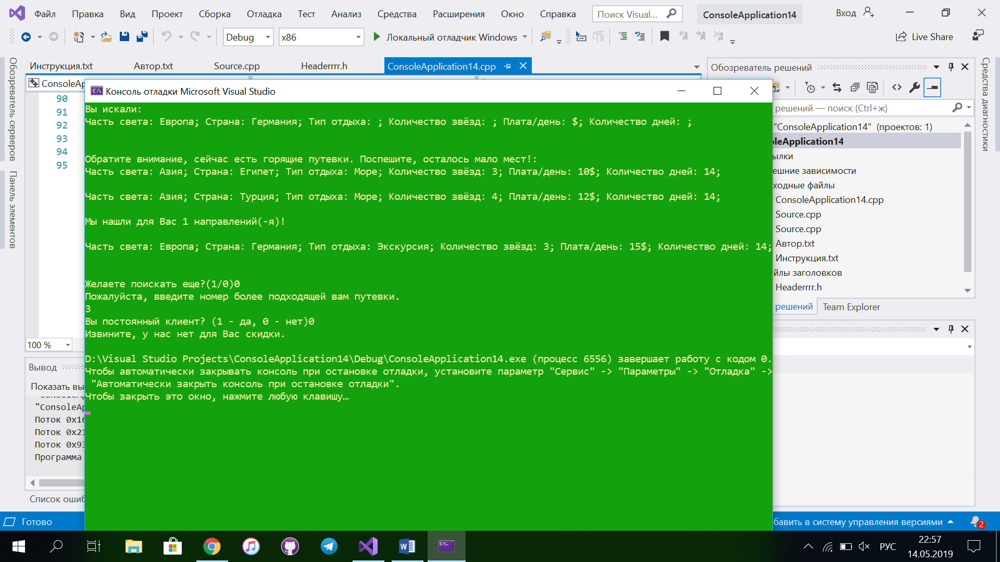 Файл Правка Вид Проект Сборка Отладка Тест Анализ Средства Расширения Окно Справка Поиск Visual... ConsoleApplication14 Вход
Debug x86 Локальный отладчик Windows Live Share
Обозреватель серверов
Панель элементов
Инструкция.txt Автор.txt Source.cpp Headerrrr.h ConsoleApplication14.cpp
ConsoleAp
90
91
92
93
94
95
100 %
Консоль отладки Microsoft Visual Studio
Вы искали:
Часть света: Европа; Страна: Германия; Тип отдыха: ; Количество звёзд: ; Плата/день: $; Количество дней: ;
Обратите внимание, сейчас есть горящие путевки. Поспешите, осталось мало мест!:
Часть света: Азия; Страна: Египет; Тип отдыха: Море; Количество звёзд: 3; Плата/день: 10$; Количество дней: 14;
Часть света: Азия; Страна: Турция; Тип отдыха: Море; Количество звёзд: 4; Плата/день: 12$; Количество дней: 14;
Мы нашли для Вас 1 направлений(-я)!
Часть света: Европа; Страна: Германия; Тип отдыха: Экскурсия; Количество звёзд: 3; Плата/день: 15$; Количество дней: 14;
Желаете поискать еще?(1/0)0
Пожалуйста, введите номер более подходящей вам путевки.
3
Вы постоянный клиент? (1 - да, 0 - нет)0
Извините, у нас нет для Вас скидки.
D:\Visual Studio Projects\ConsoleApplication14\Debug\ConsoleApplication14.exe (процесс 6556) завершает работу с кодом 0.
Чтобы автоматически закрывать консоль при остановке отладки, установите параметр "Сервис" -> "Параметры" -> "Отладка" ->
"Автоматически закрыть консоль при остановке отладки".
Чтобы закрыть это окно, нажмите любую клавишу…
Обозреватель решений
решений — поиск (Ctrl+ж)
"ConsoleApplication14" (проектов: 1)
oleApplication14
ылки
ешние зависимости
ходные файлы
ConsoleApplication14.cpp
Source.cpp
Source.cpp
Автор.txt
Инструкция.txt
йлы заголовков
Headerrrr.h
решений Team Explorer
Средства диагностики
Вывод
Показать вы
"ConsoleAp
Поток 0x16
Поток 0x21
Поток 0x93
Программа
Список ошиб
Готово
бавить в систему управления версиями 2
РУС
22:57
14.05.2019